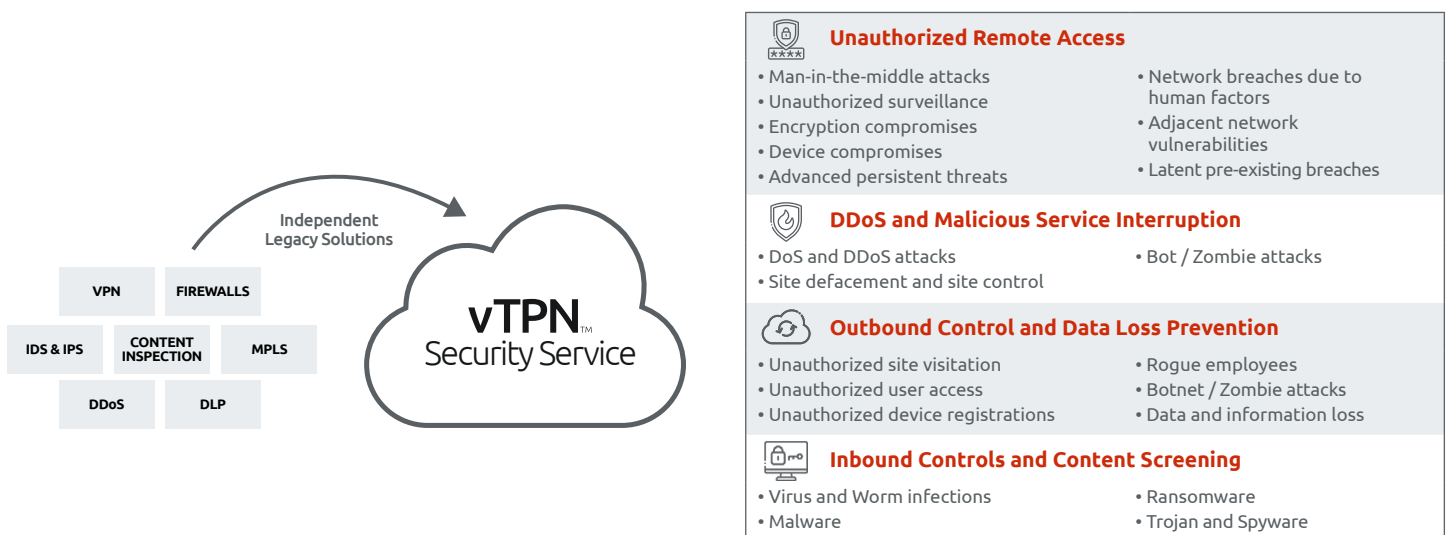 Independent
Legacy Solutions
VPN
FIREWALLS
IDS & IPS
CONTENT
INSPECTION
MPLS
DDoS
DLP
vTPN™
Security Service
****
Unauthorized Remote Access
• Man-in-the-middle attacks
• Unauthorized surveillance
• Encryption compromises
• Device compromises
• Advanced persistent threats
• Network breaches due to
human factors
• Adjacent network
vulnerabilities
• Latent pre-existing breaches
DDoS and Malicious Service Interruption
• DoS and DDoS attacks
• Site defacement and site control
• Bot / Zombie attacks
Outbound Control and Data Loss Prevention
• Unauthorized site visitation
• Unauthorized user access
• Unauthorized device registrations
• Rogue employees
• Botnet / Zombie attacks
• Data and information loss
Inbound Controls and Content Screening
• Virus and Worm infections
• Malware
• Ransomware
• Trojan and Spyware